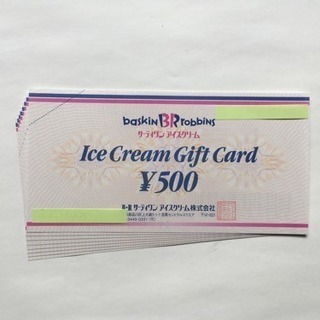 baskin BR robbins
サーティワン アイスクリーム
Ice Cream Gift Card
¥500
B-R サーティワン アイスクリーム株式会社